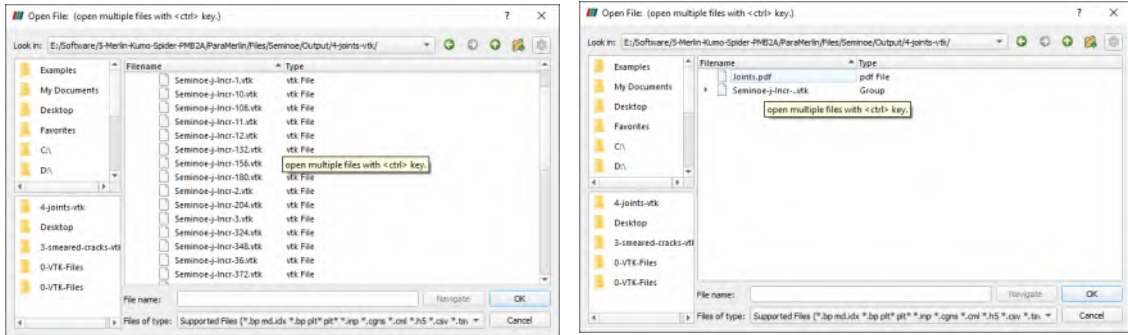 Open File: (open multiple files with <ctrl> key.)
Look in: E:/Software/S-Merlin-Kumo-Spider-PMB2A/ParaMerlin/Files/Seminoe/Output/4-joints-vtk/
Examples
My Documents
Desktop
Favorites
C:\
D:\
4-joints-vtk
Desktop
3-smeared-cracks-vtk
0-VTK-Files
0-VTK-Files
Filename Type
Seminoe-j-Incr-1.vtk vtk File
Seminoe-j-Incr-10.vtk vtk File
Seminoe-j-Incr-108.vtk vtk File
Seminoe-j-Incr-11.vtk vtk File
Seminoe-j-Incr-12.vtk vtk File
Seminoe-j-Incr-132.vtk vtk File
Seminoe-j-Incr-156.vtk vtk File
open multiple files with <ctrl> key.
Seminoe-j-Incr-180.vtk vtk File
Seminoe-j-Incr-2.vtk vtk File
Seminoe-j-Incr-204.vtk vtk File
Seminoe-j-Incr-3.vtk vtk File
Seminoe-j-Incr-324.vtk vtk File
Seminoe-j-Incr-348.vtk vtk File
Seminoe-j-Incr-36.vtk vtk File
Seminoe-j-Incr-372.vtk vtk File
File name: Navigate OK
Files of type: Supported Files (*.bp md.idx *.bp plt* plt* *.inp *.cgns *.cml *.h5 *.csv *.tsv Cancel
Open File: (open multiple files with <ctrl> key.)
Look in: E:/Software/S-Merlin-Kumo-Spider-PMB2A/ParaMerlin/Files/Seminoe/Output/4-joints-vtk/
Examples
My Documents
Desktop
Favorites
C:\
D:\
4-joints-vtk
Desktop
3-smeared-cracks-vtk
0-VTK-Files
0-VTK-Files
Filename Type
Joints.pdf pdf File
Seminoe-j-Incr-..vtk Group
open multiple files with <ctrl> key.
File name: Navigate OK
Files of type: Supported Files (*.bp md.idx *.bp plt* plt* *.inp *.cgns *.cml *.h5 *.csv *.tsv Cancel